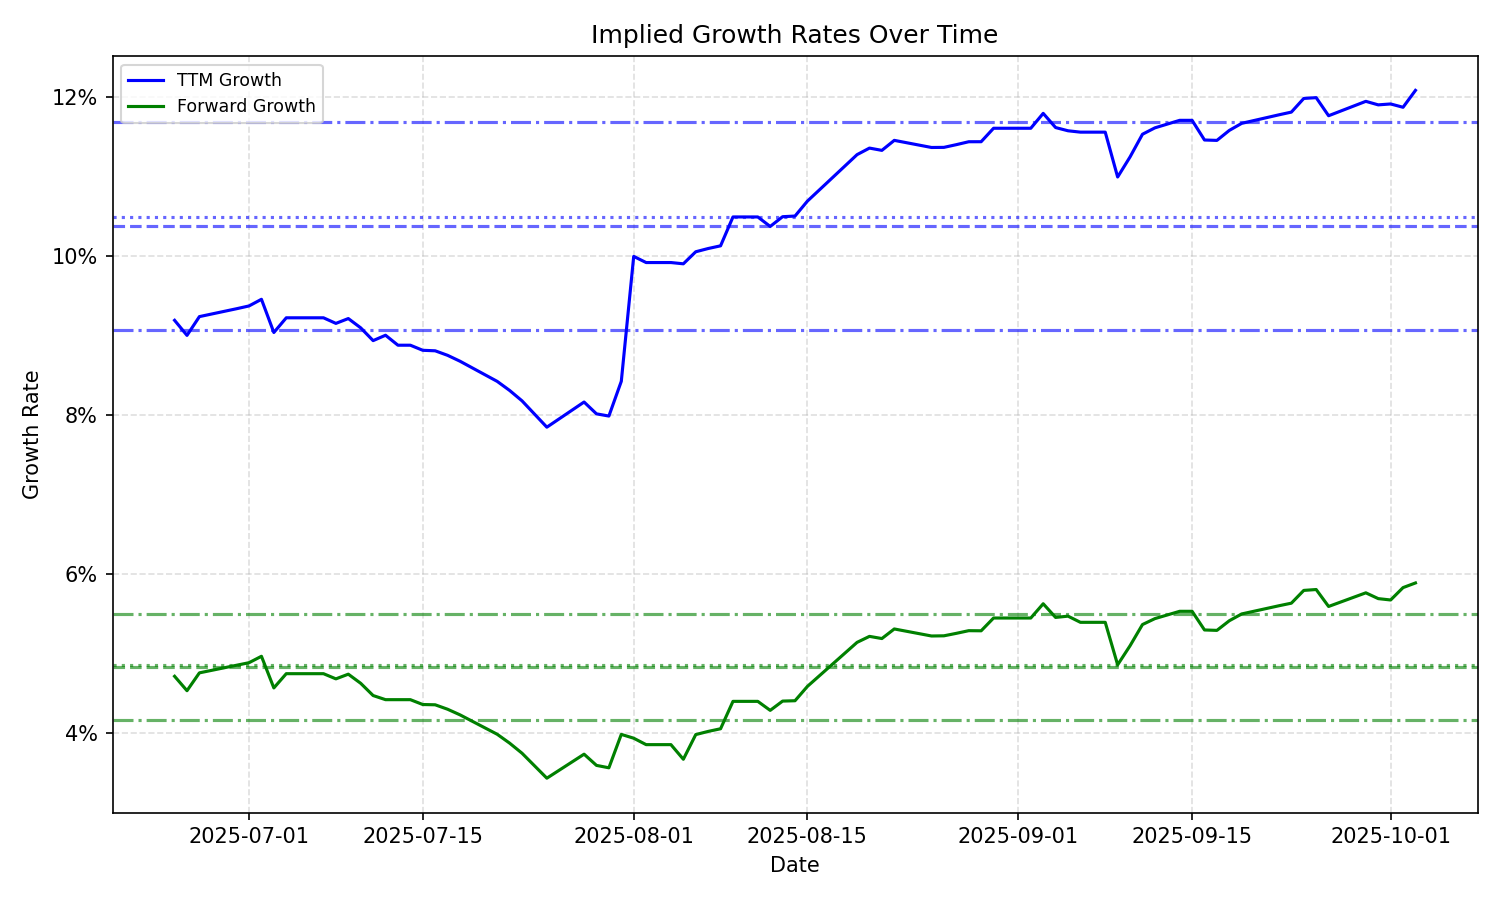 Implied Growth Rates Over Time
TTM Growth
Forward Growth
Growth Rate
12%
10%
8%
6%
4%
2025-07-01 2025-07-15 2025-08-01 2025-08-15 2025-09-01 2025-09-15 2025-10-01
Date